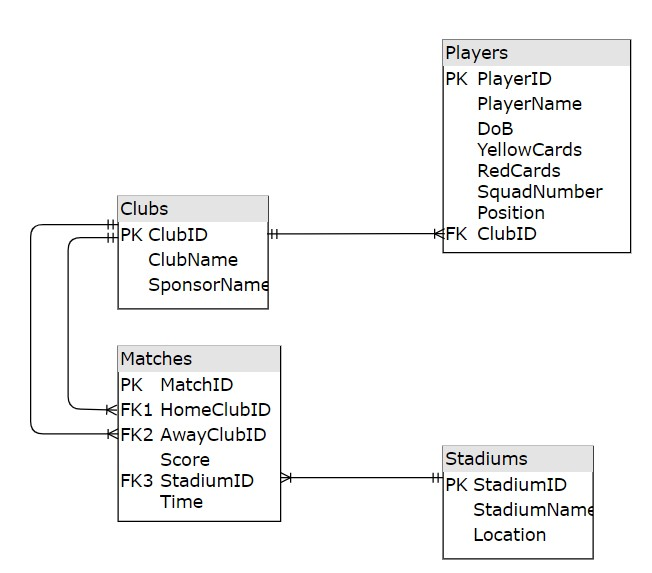 Players
PK PlayerID
PlayerName
DoB
YellowCards
RedCards
SquadNumber
Position
FK ClubID
Clubs
PK ClubID
ClubName
SponsorName
Matches
PK MatchID
FK1 HomeClubID
FK2 AwayClubID
Score
FK3 StadiumID
Time
Stadiums
PK StadiumID
StadiumName
Location